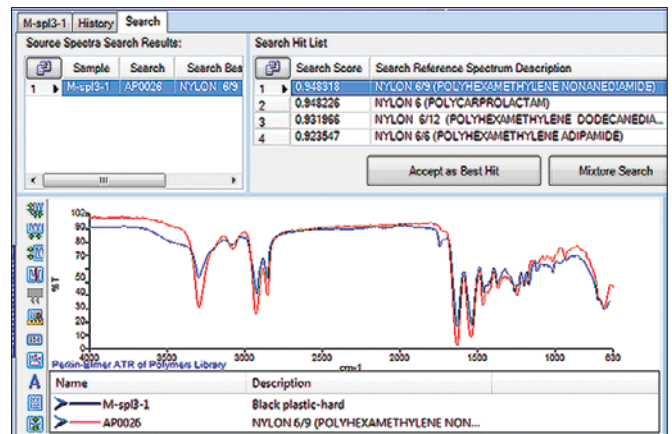 M-spl3-1 History Search
Source Spectra Search Results:
Sample Search Search Bes
1 M-spl3-1 AP0026 NYLON 6/9
Search Hit List
Search Score Search Reference Spectrum Description
1 0.948318 NYLON 6/9 (POLYHEXAMETHYLENE NONANEDIAMIDE)
2 0.948226 NYLON 6 (POLYCARPROLACTAM)
3 0.931966 NYLON 6/12 (POLYHEXAMETHYLENE DODECANEDIA...
4 0.923547 NYLON 6/6 (POLYHEXAMETHYLENE ADIPAMIDE)
Accept as Best Hit Mixture Search
%T
102
90
80
70
60
50
40
30
20
10
0
4000 3500 3000 2500 2000 1500 1000 630
cm-1
Perkin-Elmer ATR of Polymers Library
Name Description
M-spl3-1 Black plastic-hard
AP0026 NYLON 6/9 (POLYHEXAMETHYLENE NON...
A